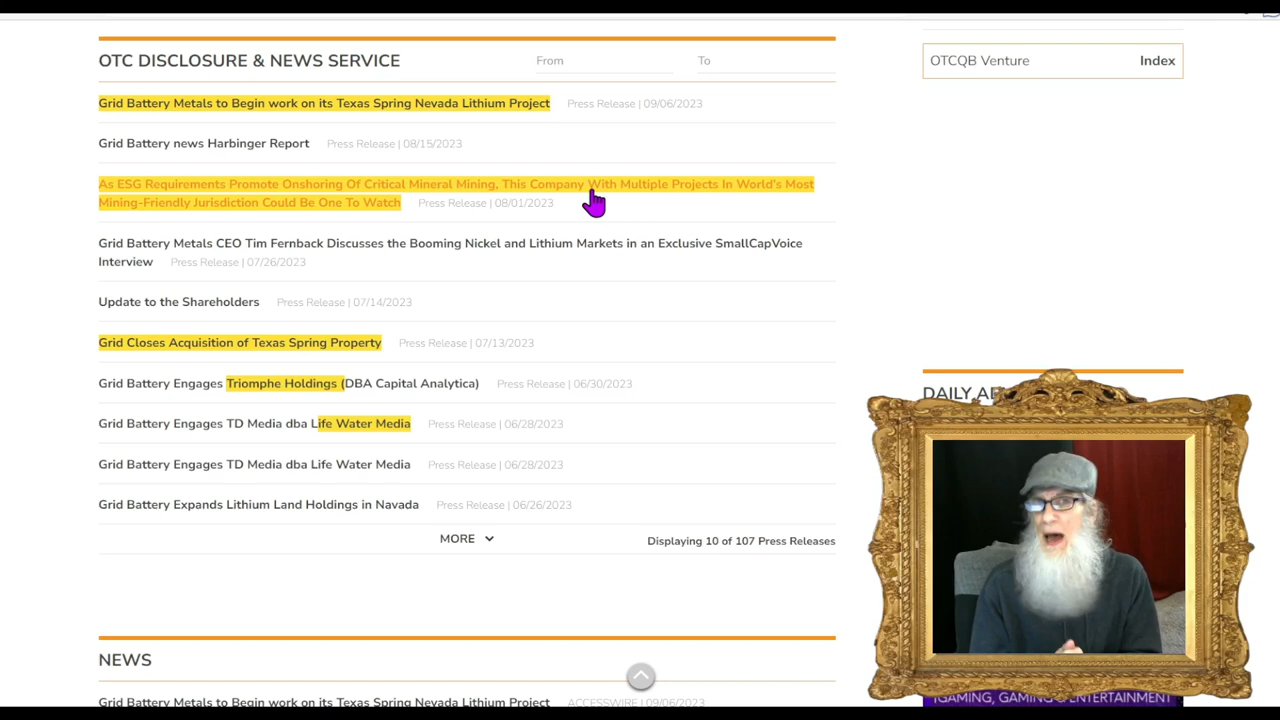 OTC DISCLOSURE & NEWS SERVICE From To
OTCQB Venture Index
Grid Battery Metals to Begin work on its Texas Spring Nevada Lithium Project Press Release | 09/06/2023
Grid Battery news Harbinger Report Press Release | 08/15/2023
As ESG Requirements Promote Onshoring Of Critical Mineral Mining, This Company With Multiple Projects In World's Most
Mining-Friendly Jurisdiction Could Be One To Watch Press Release | 08/01/2023
Grid Battery Metals CEO Tim Fernback Discusses the Booming Nickel and Lithium Markets in an Exclusive SmallCapVoice
Interview Press Release | 07/26/2023
Update to the Shareholders Press Release | 07/14/2023
Grid Closes Acquisition of Texas Spring Property Press Release | 07/13/2023
Grid Battery Engages Triomphe Holdings (DBA Capital Analytica) Press Release | 06/30/2023
Grid Battery Engages TD Media dba Life Water Media Press Release | 06/28/2023
Grid Battery Engages TD Media dba Life Water Media Press Release | 06/28/2023
Grid Battery Expands Lithium Land Holdings in Navada Press Release | 06/26/2023
MORE Displaying 10 of 107 Press Releases
DAILY
NEWS
Grid Battery Metals to Begin work on its Texas Spring Nevada Lithium Project ACCESSWIRE | 09/06/2023
IGAMING, GAMING & ENTERTAINMENT